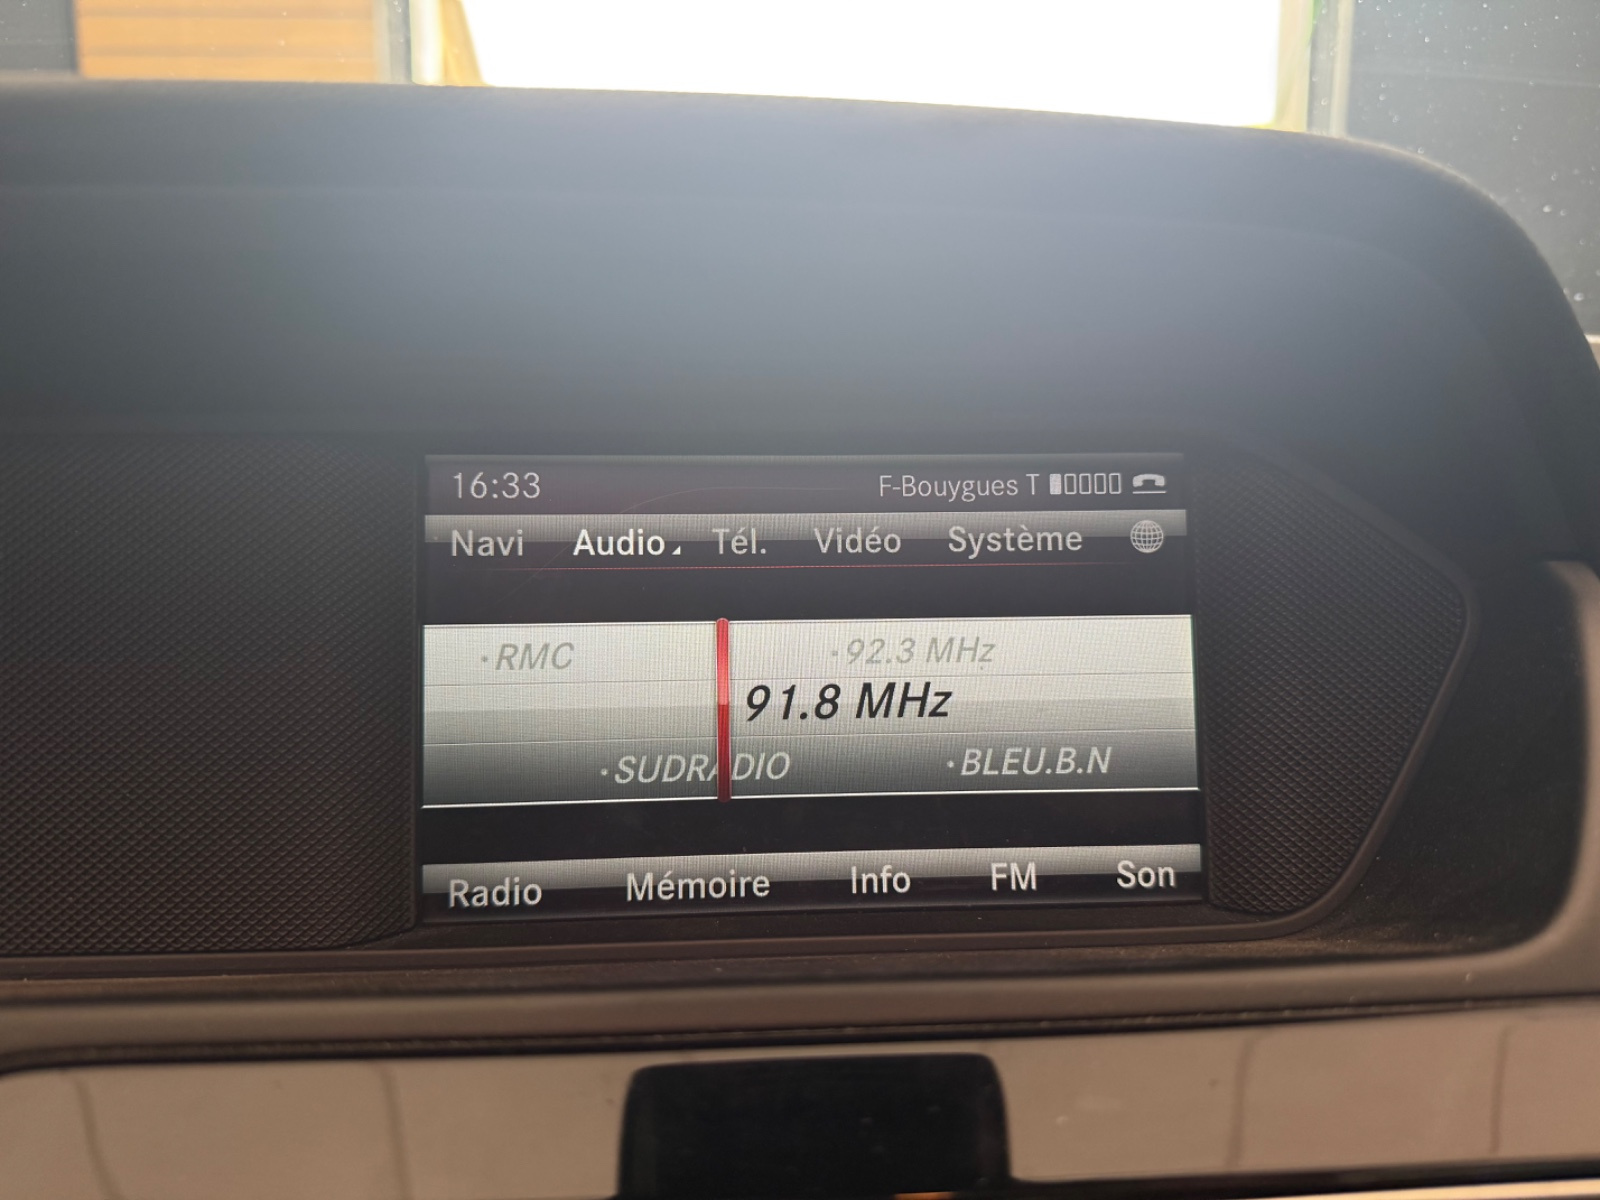 16:33 F-Bouygues T
Navi Audio Tél. Vidéo Système
·RMC ·92.3 MHz
91.8 MHz
·SUDRADIO ·BLEU.B.N
Radio Mémoire Info FM Son